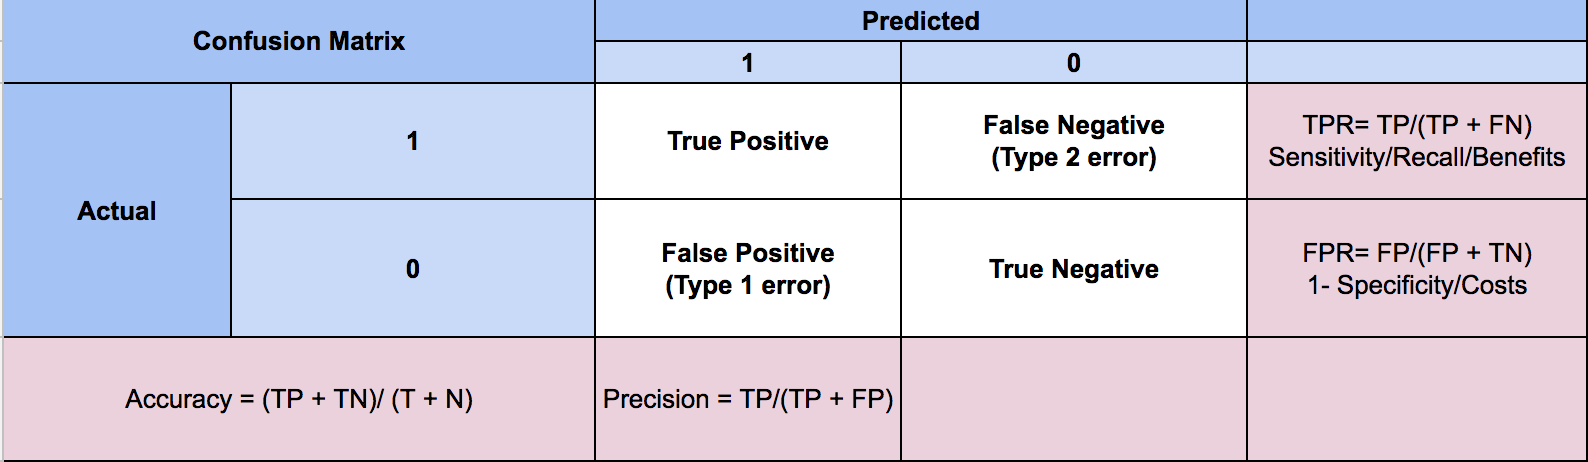 Confusion Matrix
Predicted
1
0
Actual
1
True Positive
False Negative
(Type 2 error)
TPR= TP/(TP + FN)
Sensitivity/Recall/Benefits
0
False Positive
(Type 1 error)
True Negative
FPR= FP/(FP + TN)
1- Specificity/Costs
Accuracy = (TP + TN)/ (T + N)
Precision = TP/(TP + FP)